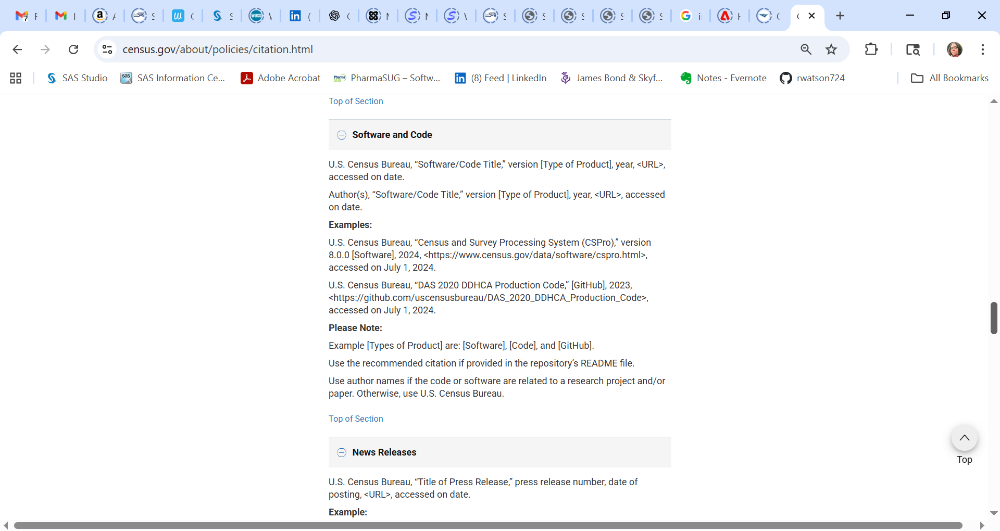 census.gov/about/policies/citation.html
SAS Studio
SAS Information Ce...
Adobe Acrobat
PharmaSUG – Softw...
(8) Feed | LinkedIn
James Bond & Skyf...
Notes - Evernote
rwatson724
All Bookmarks
Top of Section
Software and Code
U.S. Census Bureau, “Software/Code Title,” version [Type of Product], year, <URL>,
accessed on date.
Author(s), “Software/Code Title,” version [Type of Product], year, <URL>, accessed
on date.
Examples:
U.S. Census Bureau, “Census and Survey Processing System (CSPro),” version
8.0.0 [Software], 2024, <https://www.census.gov/data/software/cspro.html>,
accessed on July 1, 2024.
U.S. Census Bureau, “DAS 2020 DDHCA Production Code,” [GitHub], 2023,
<https://github.com/uscensusbureau/DAS_2020_DDHCA_Production_Code>,
accessed on July 1, 2024.
Please Note:
Example [Types of Product] are: [Software], [Code], and [GitHub].
Use the recommended citation if provided in the repository’s README file.
Use author names if the code or software are related to a research project and/or
paper. Otherwise, use U.S. Census Bureau.
Top of Section
News Releases
Top
U.S. Census Bureau, “Title of Press Release,” press release number, date of
posting, <URL>, accessed on date.
Example: